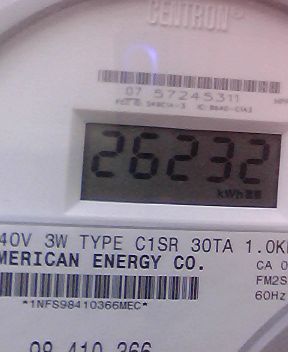 CENTRON®
07 57245311
26232
kWh
40V 3W TYPE C1SR 30TA 1.0K
MERICAN ENERGY CO.
CA 0
FM2S
60Hz
*1NFS98410366MEC*
98 410 366